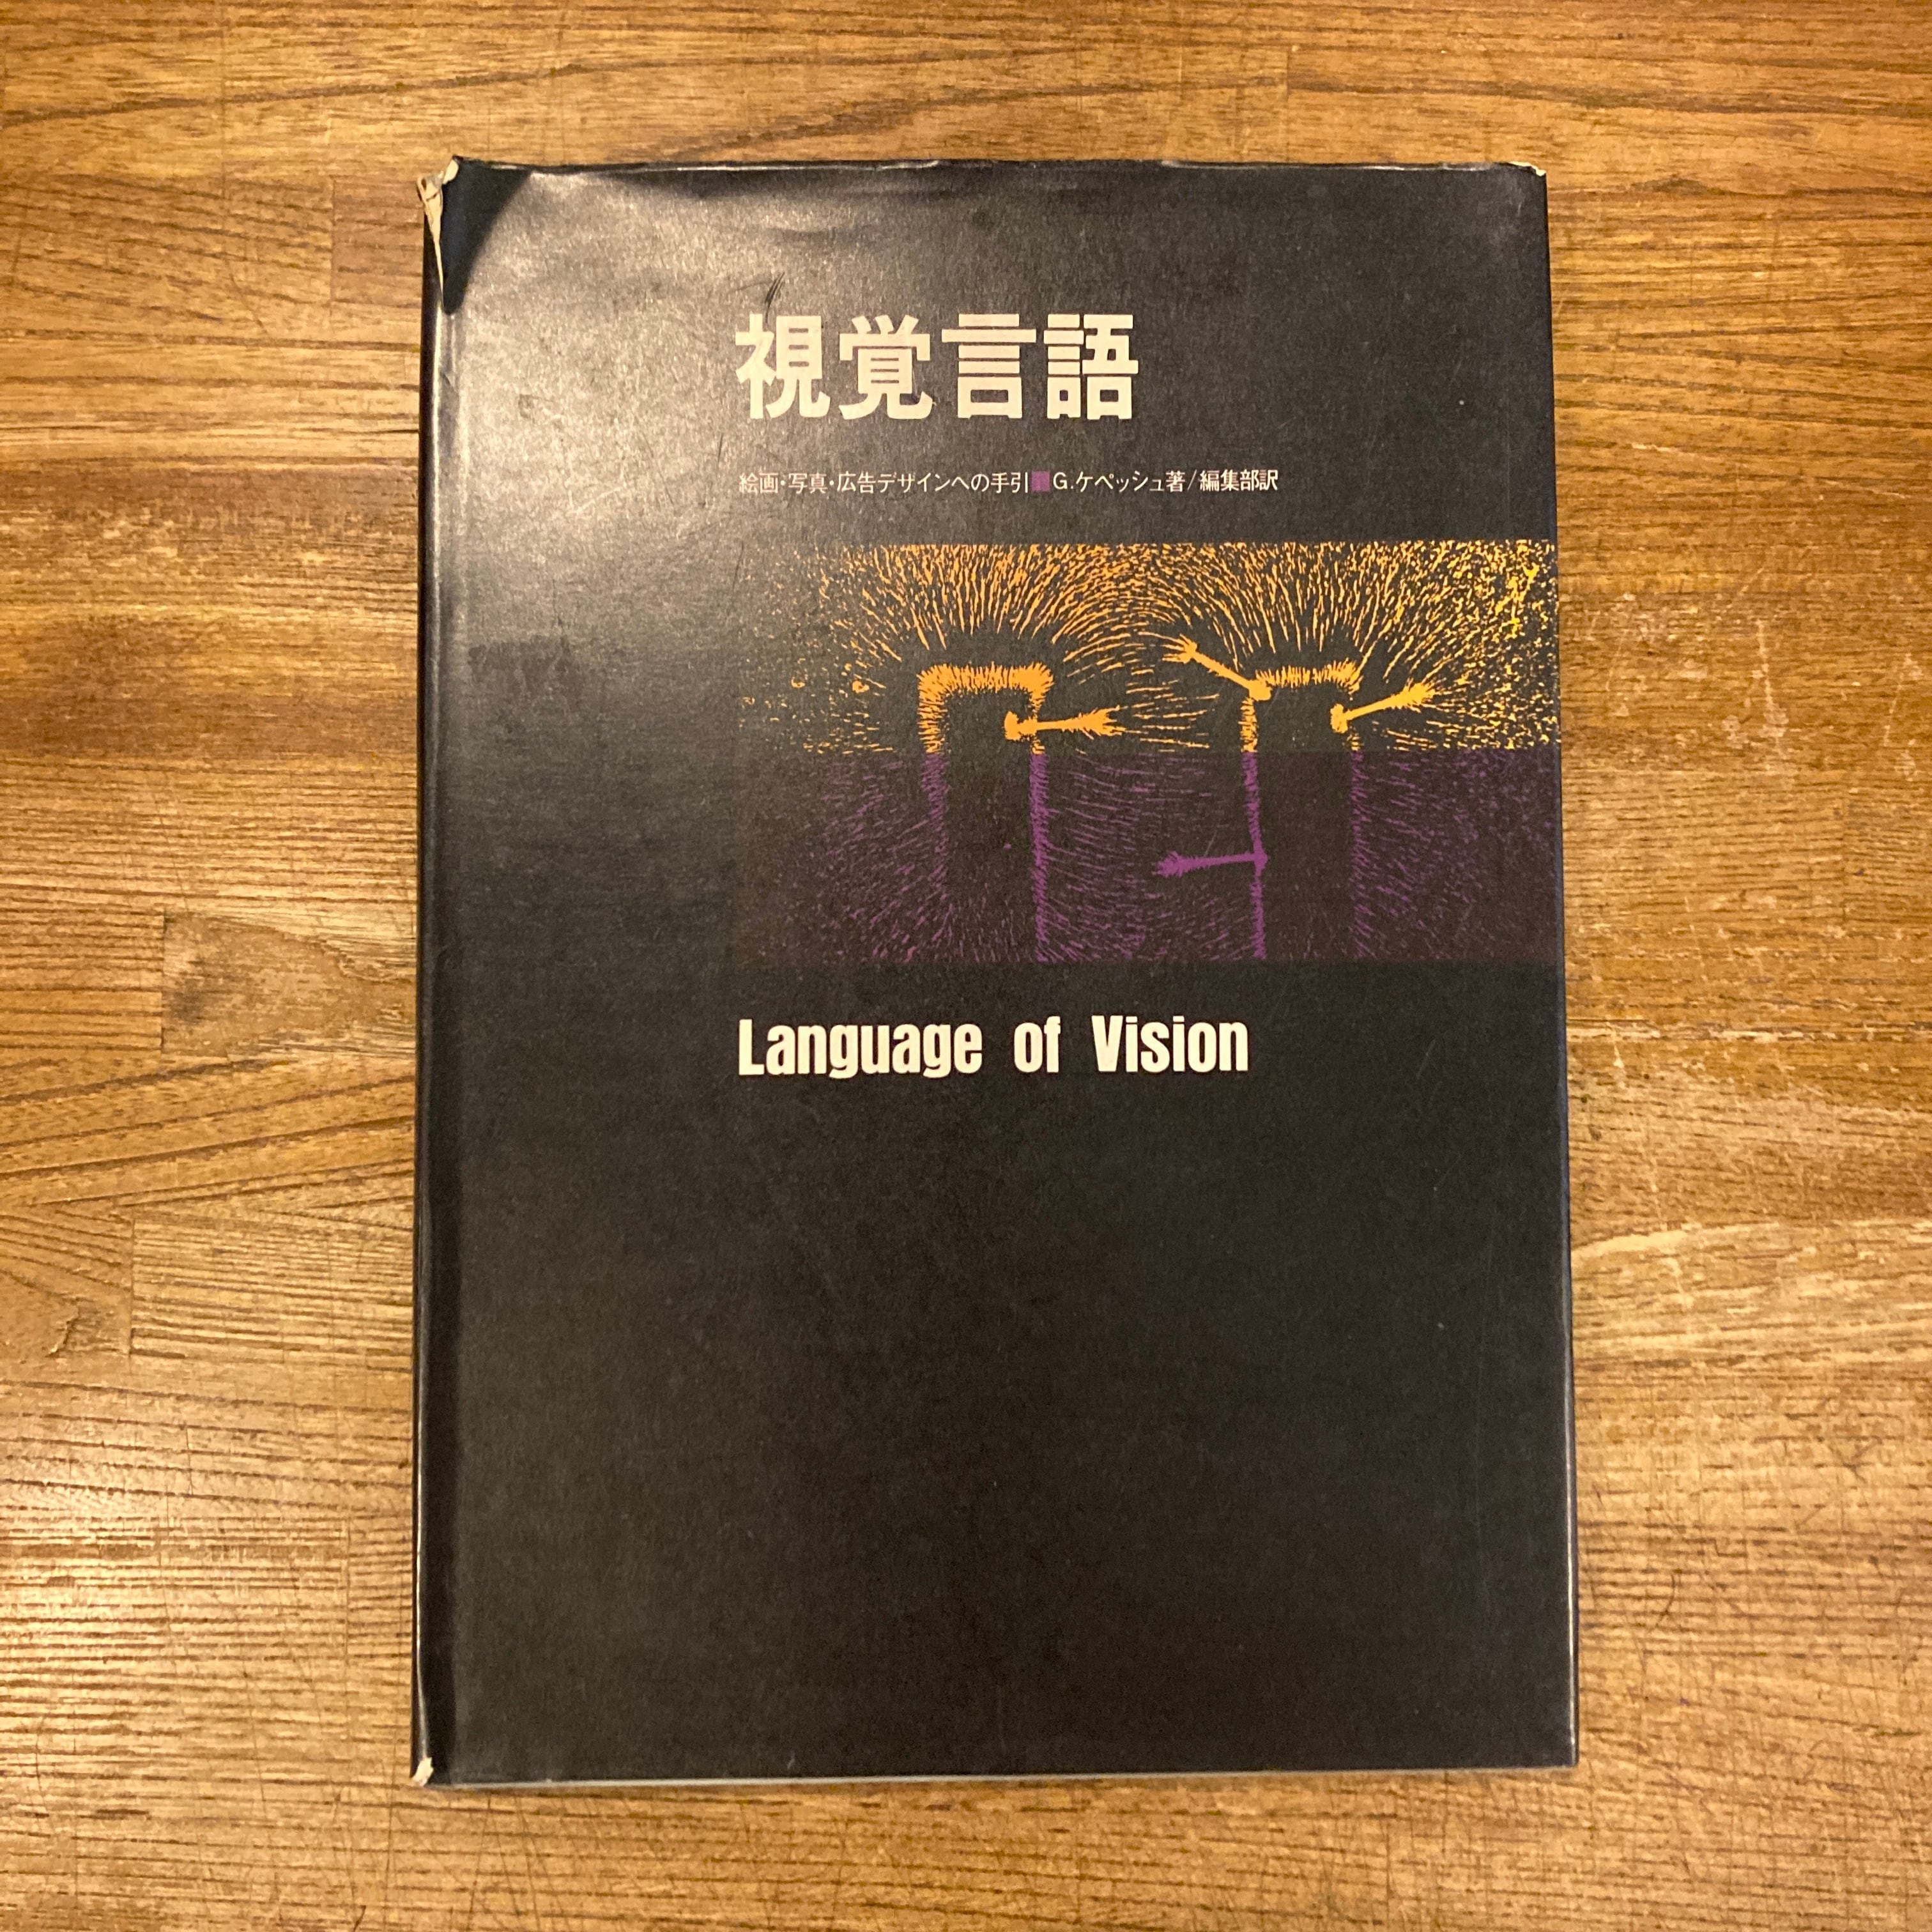 視覚言語
絵画・写真・広告デザインへの手引■G.ケペッシュ著/編集部訳
Language of Vision